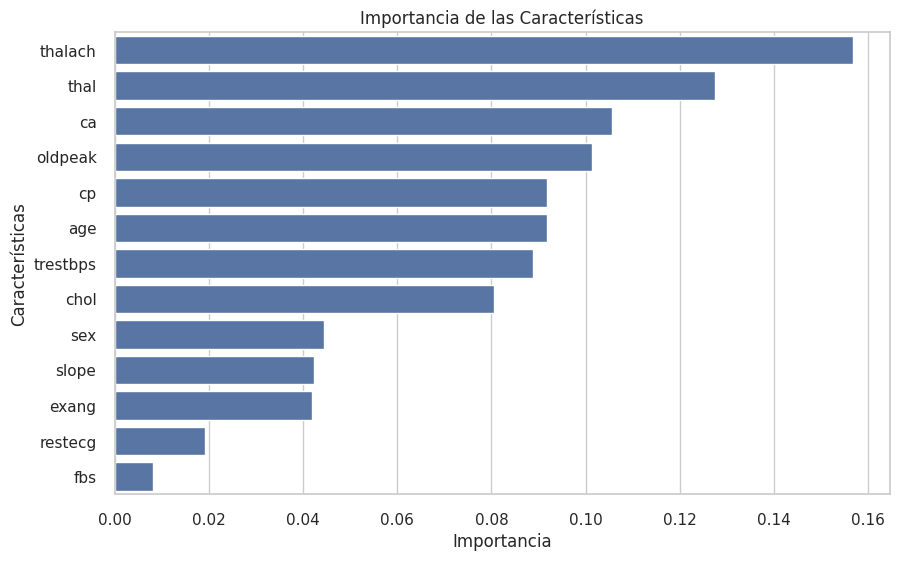 Importancia de las Características
Características
thalach
thal
ca
oldpeak
cp
age
trestbps
chol
sex
slope
exang
restecg
fbs
0.00 0.02 0.04 0.06 0.08 0.10 0.12 0.14 0.16
Importancia